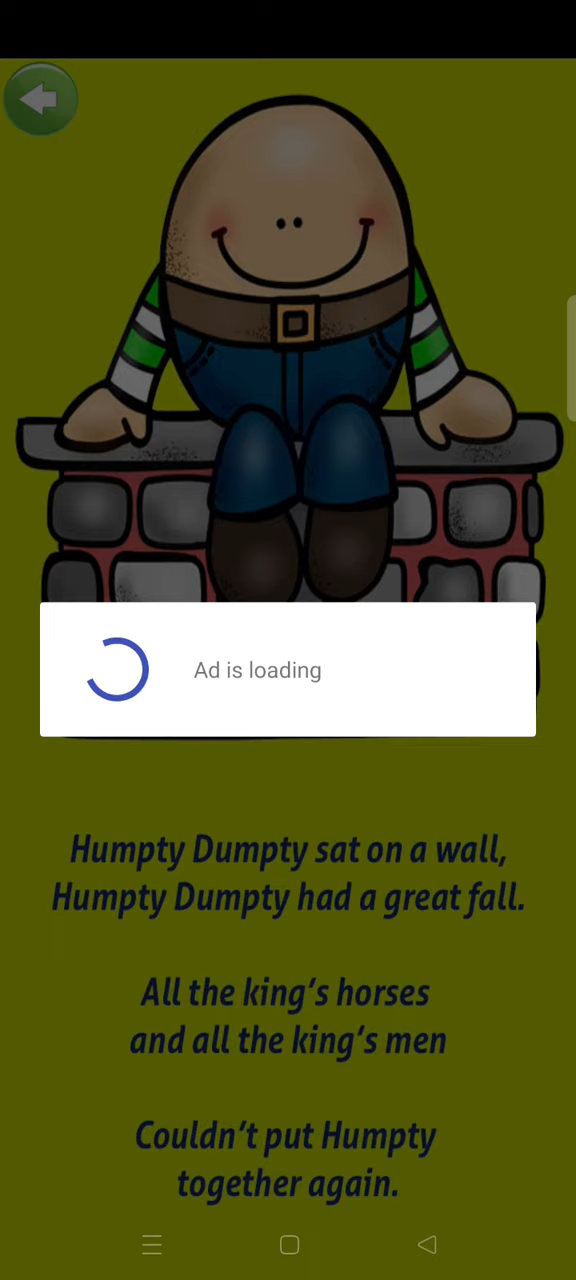 Ad is loading
Humpty Dumpty sat on a wall,
Humpty Dumpty had a great fall.
All the king's horses
and all the king's men
Couldn't put Humpty
together again.